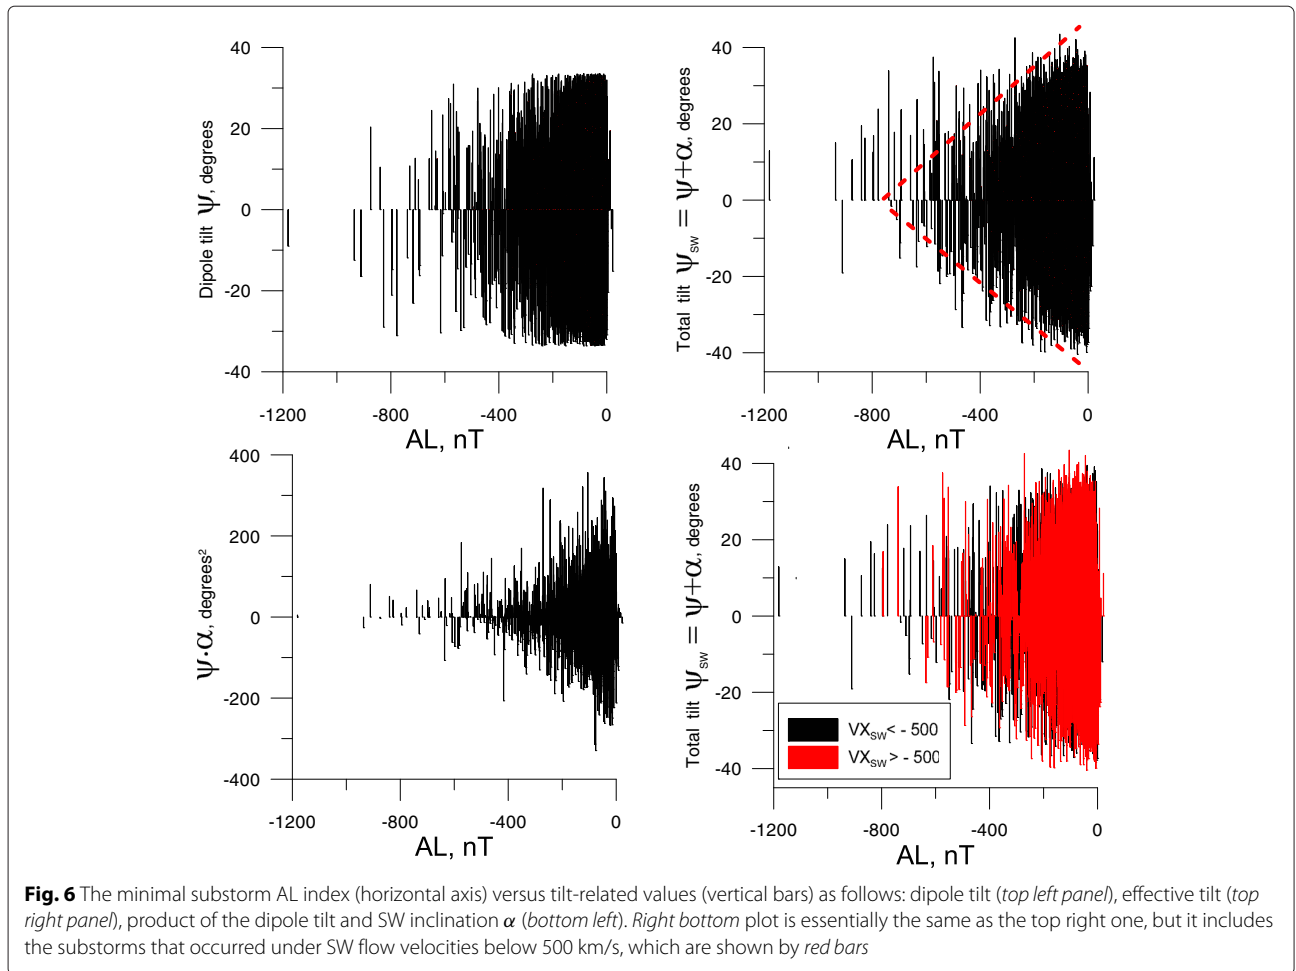 40
20
0
-20
-40
Dipole tilt Ψ, degrees
-1200
-800
-400
0
AL, nT
40
20
0
-20
-40
Total tilt Ψsw = Ψ+α, degrees
-1200
-800
-400
0
AL, nT
400
200
0
-200
-400
Ψ·α, degrees²
-1200
-800
-400
0
AL, nT
40
20
0
-20
-40
Total tilt Ψsw = Ψ+α, degrees
VXsw< - 500
VXsw> - 500
-1200
-800
-400
0
AL, nT
Fig. 6 The minimal substorm AL index (horizontal axis) versus tilt-related values (vertical bars) as follows: dipole tilt (top left panel), effective tilt (top
right panel), product of the dipole tilt and SW inclination α (bottom left). Right bottom plot is essentially the same as the top right one, but it includes
the substorms that occurred under SW flow velocities below 500 km/s, which are shown by red bars